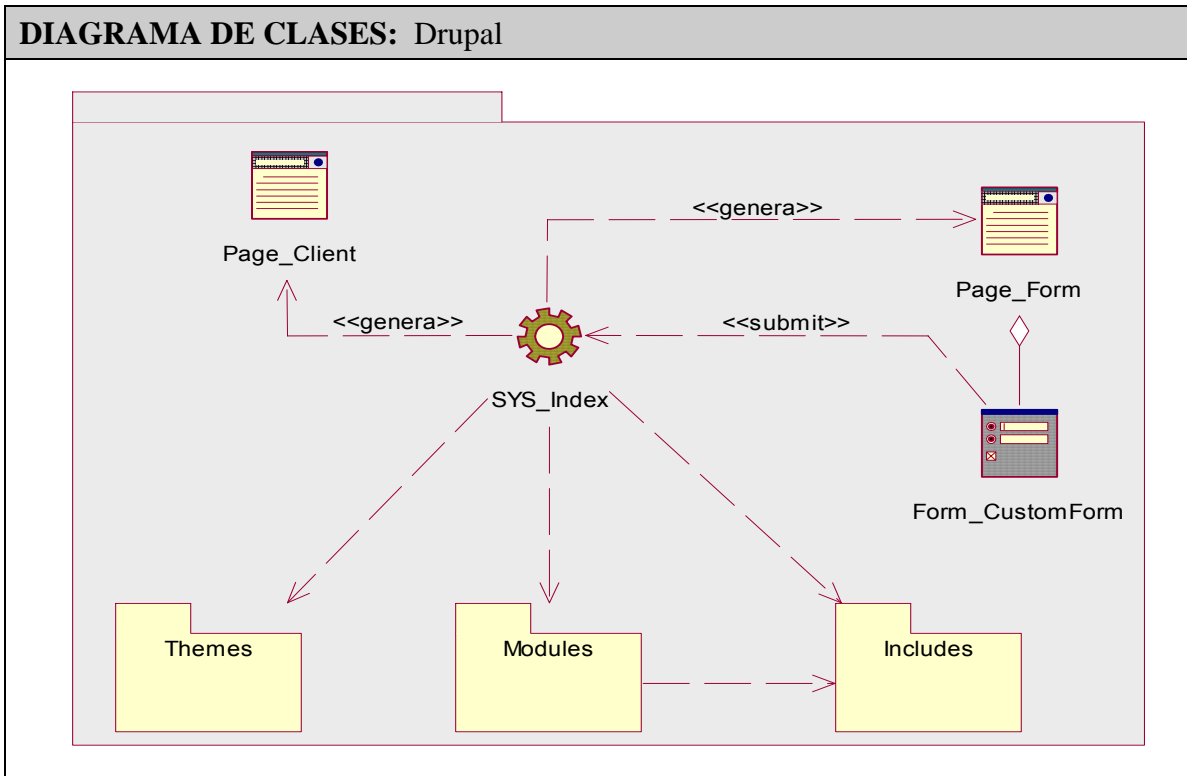 DIAGRAMA DE CLASES: Drupal
<<genera>>
Page_Client
Page_Form
<<genera>>
<<submit>>
SYS_Index
Form_CustomForm
Themes
Modules
Includes